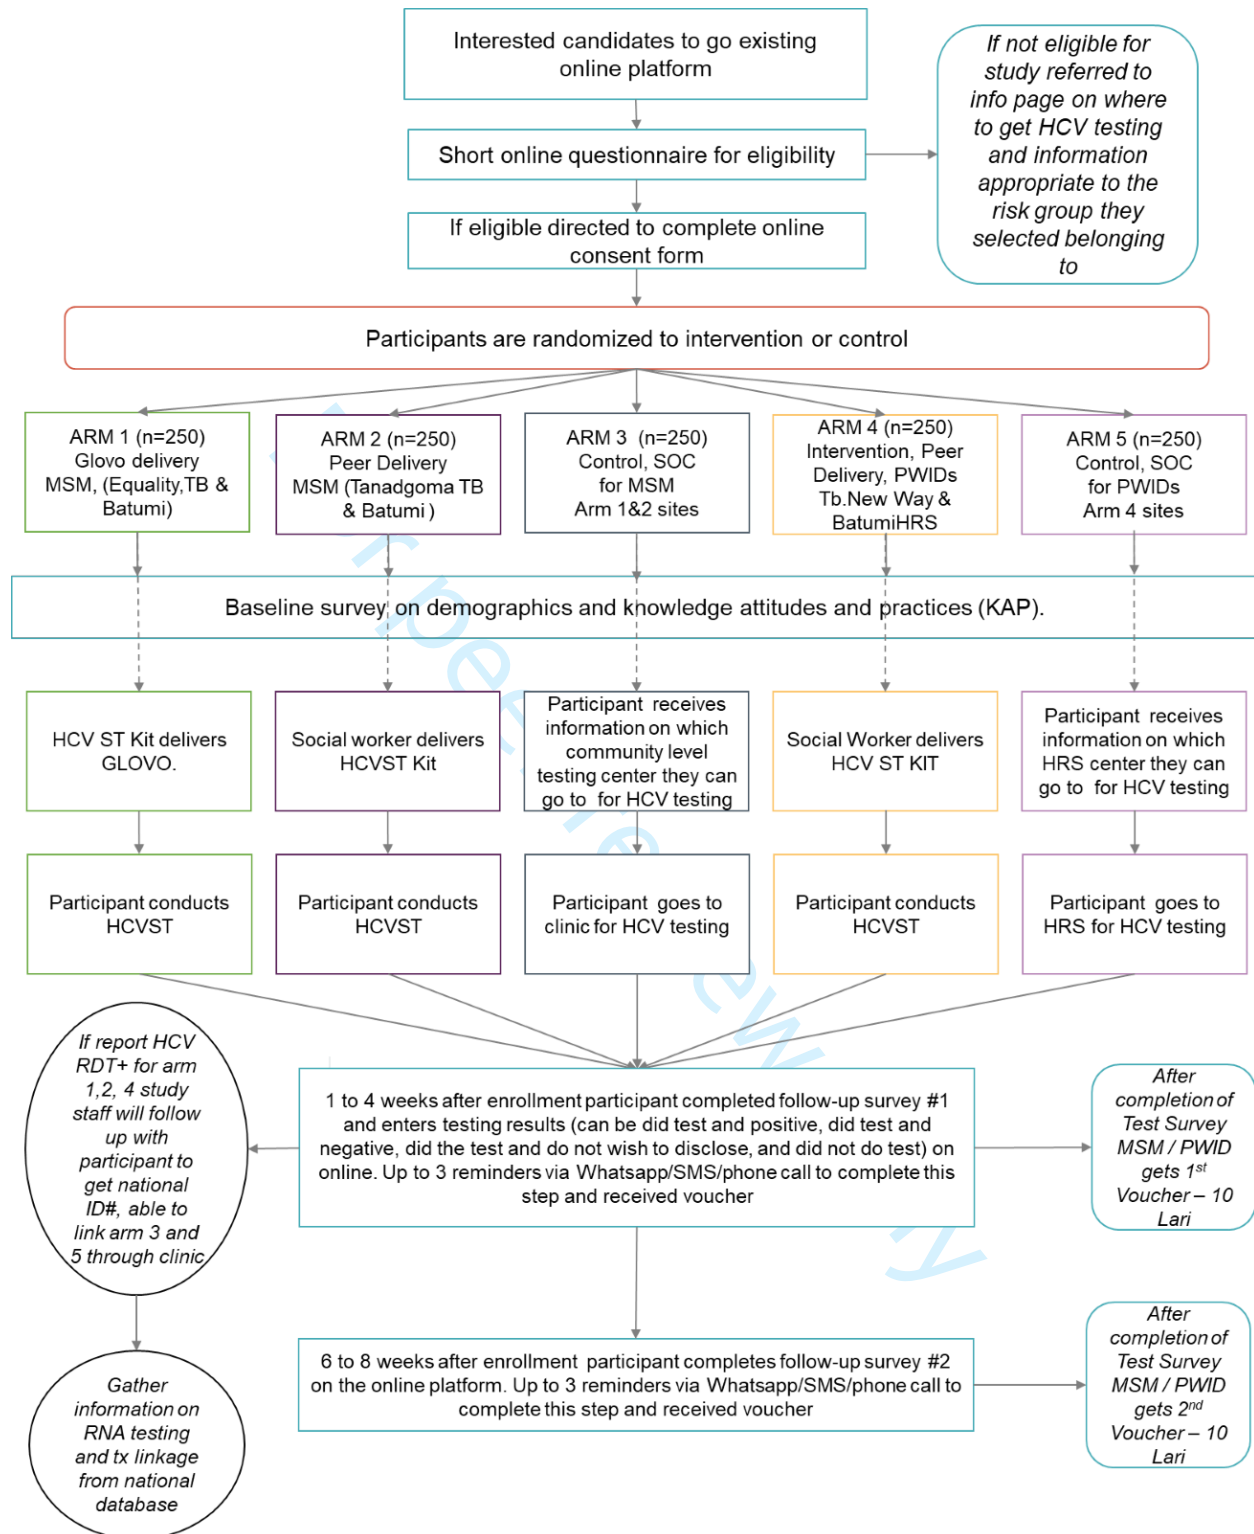 Interested candidates to go existing
online platform
If not eligible for
study referred to
info page on where
to get HCV testing
and information
appropriate to the
risk group they
selected belonging
to
Short online questionnaire for eligibility
If eligible directed to complete online
consent form
Participants are randomized to intervention or control
ARM 1 (n=250)
Glovo delivery
MSM, (Equality,TB &
Batumi)
ARM 2 (n=250)
Peer Delivery
MSM (Tanadgoma TB
& Batumi )
ARM 3 (n=250)
Control, SOC
for MSM
Arm 1&2 sites
ARM 4 (n=250)
Intervention, Peer
Delivery, PWIDs
Tb.New Way &
BatumiHRS
ARM 5 (n=250)
Control, SOC
for PWIDs
Arm 4 sites
Baseline survey on demographics and knowledge attitudes and practices (KAP).
HCV ST Kit delivers
GLOVO.
Social worker delivers
HCVST Kit
Participant receives
information on which
community level
testing center they can
go to for HCV testing
Social Worker delivers
HCV ST KIT
Participant receives
information on which
HRS center they can
go to for HCV testing
Participant conducts
HCVST
Participant conducts
HCVST
Participant goes to
clinic for HCV testing
Participant conducts
HCVST
Participant goes to
HRS for HCV testing
If report HCV
RDT+ for arm
1,2, 4 study
staff will follow
up with
participant to
get national
ID#, able to
link arm 3 and
5 through clinic
1 to 4 weeks after enrollment participant completed follow-up survey #1
and enters testing results (can be did test and positive, did test and
negative, did the test and do not wish to disclose, and did not do test) on
online. Up to 3 reminders via Whatsapp/SMS/phone call to complete this
step and received voucher
After
completion of
Test Survey
MSM / PWID
gets 1st
Voucher – 10
Lari
6 to 8 weeks after enrollment participant completes follow-up survey #2
on the online platform. Up to 3 reminders via Whatsapp/SMS/phone call to
complete this step and received voucher
After
completion of
Test Survey
MSM / PWID
gets 2nd
Voucher – 10
Lari
Gather
information on
RNA testing
and tx linkage
from national
database